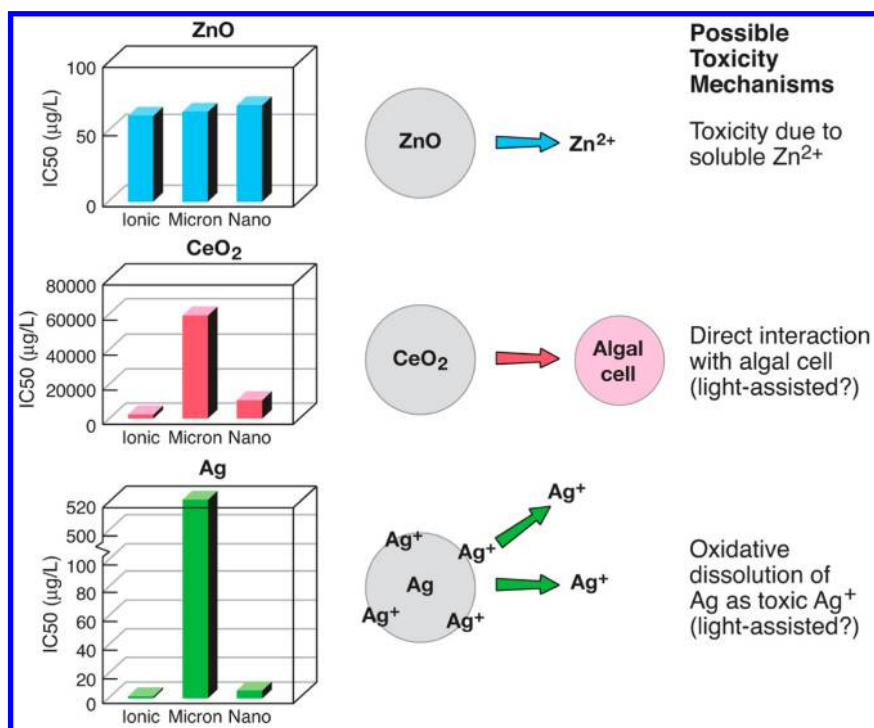 ZnO
100
50
0
IC50 (µg/L)
Ionic Micron Nano
ZnO
Zn²⁺
Possible
Toxicity
Mechanisms
Toxicity due to
soluble Zn²⁺
CeO₂
80000
60000
40000
20000
0
IC50 (µg/L)
Ionic Micron Nano
CeO₂
Algal
cell
Direct interaction
with algal cell
(light-assisted?)
Ag
520
500
100
80
60
40
20
0
IC50 (µg/L)
Ionic Micron Nano
Ag⁺
Ag⁺
Ag⁺
Ag
Ag⁺
Ag⁺
Ag⁺
Oxidative
dissolution of
Ag as toxic Ag⁺
(light-assisted?)